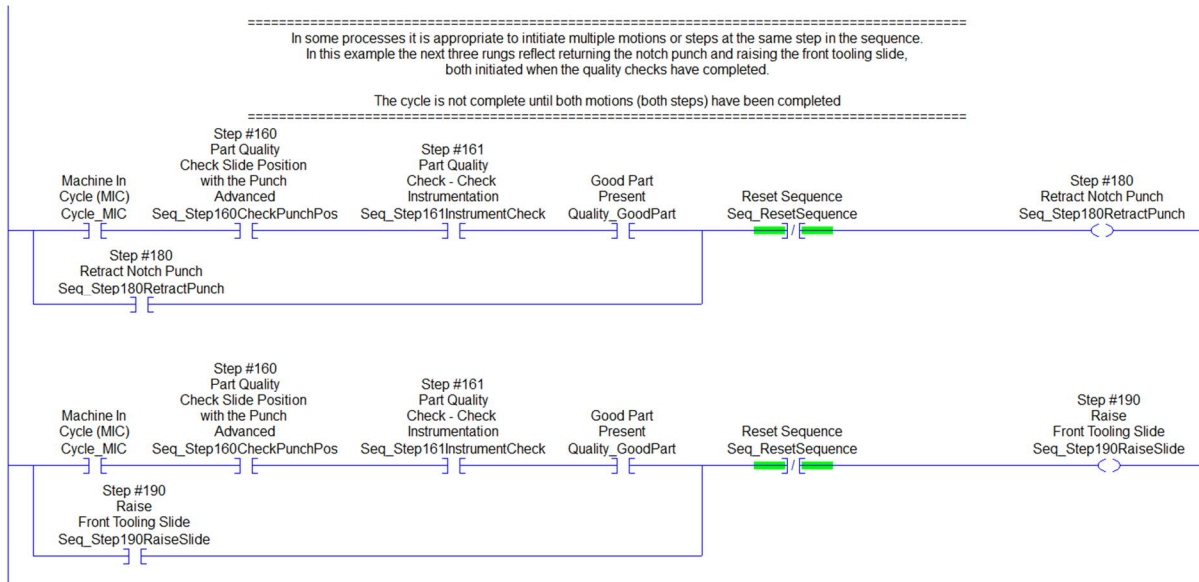 ==========================================================================================
In some processes it is appropriate to intitiate multiple motions or steps at the same step in the sequence.
In this example the next three rungs reflect returning the notch punch and raising the front tooling slide,
both initiated when the quality checks have completed.
The cycle is not complete until both motions (both steps) have been completed
==========================================================================================
Machine In
Cycle (MIC)
Cycle_MIC
Step #160
Part Quality
Check Slide Position
with the Punch
Advanced
Seq_Step160CheckPunchPos
Step #161
Part Quality
Check - Check
Instrumentation
Seq_Step161InstrumentCheck
Good Part
Present
Quality_GoodPart
Reset Sequence
Seq_ResetSequence
Step #180
Retract Notch Punch
Seq_Step180RetractPunch
Step #180
Retract Notch Punch
Seq_Step180RetractPunch
Machine In
Cycle (MIC)
Cycle_MIC
Step #160
Part Quality
Check Slide Position
with the Punch
Advanced
Seq_Step160CheckPunchPos
Step #161
Part Quality
Check - Check
Instrumentation
Seq_Step161InstrumentCheck
Good Part
Present
Quality_GoodPart
Reset Sequence
Seq_ResetSequence
Step #190
Raise
Front Tooling Slide
Seq_Step190RaiseSlide
Step #190
Raise
Front Tooling Slide
Seq_Step190RaiseSlide